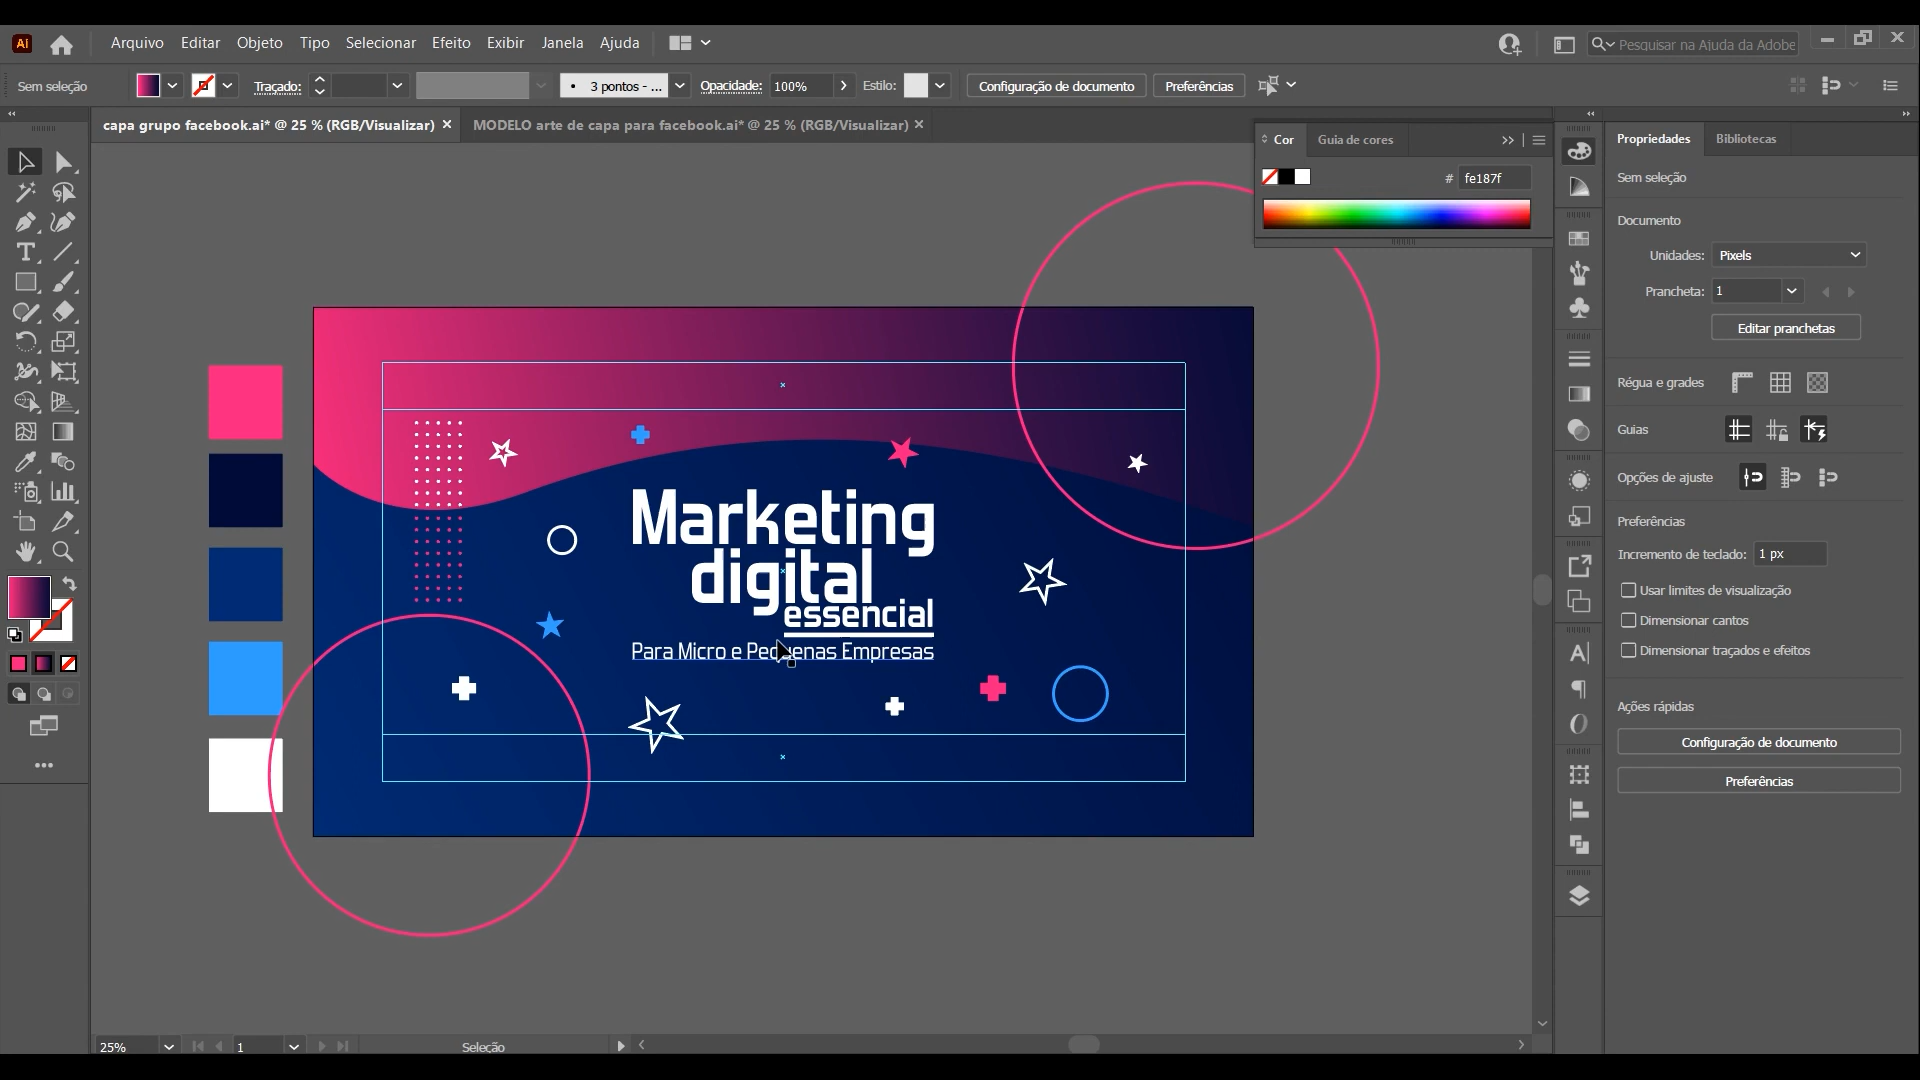 Ai
Arquivo Editar Objeto Tipo Selecionar Efeito Exibir Janela Ajuda
Pesquisar na Ajuda da Adobe
Sem seleção
Traçado:
3 pontos - ...
Opacidade: 100%
Estilo:
Configuração de documento
Preferências
capa grupo facebook.ai* @ 25 % (RGB/Visualizar) ×
MODELO arte de capa para facebook.ai* @ 25 % (RGB/Visualizar) ×
Cor
Guia de cores
# fe187f
Propriedades
Bibliotecas
Sem seleção
Documento
Unidades: Pixels
Prancheta: 1
Editar pranchetas
Régua e grades
Guias
Opções de ajuste
Preferências
Incremento de teclado: 1 px
Usar limites de visualização
Dimensionar cantos
Dimensionar traçados e efeitos
Ações rápidas
Configuração de documento
Preferências
Marketing
digital
essencial
Para Micro e Pequenas Empresas
25%
1
Seleção